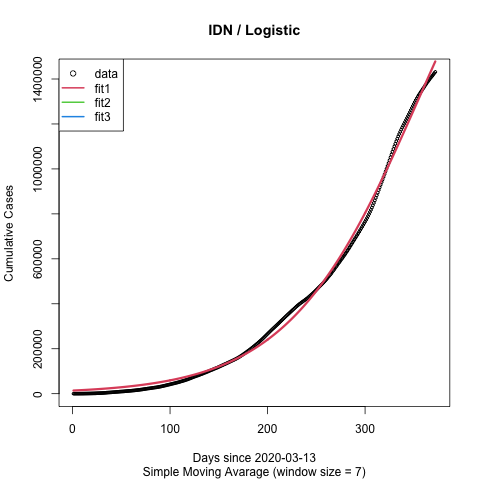 IDN / Logistic
data
fit1
fit2
fit3
Cumulative Cases
0
200000
600000
1000000
1400000
0
100
200
300
Days since 2020-03-13
Simple Moving Avarage (window size = 7)